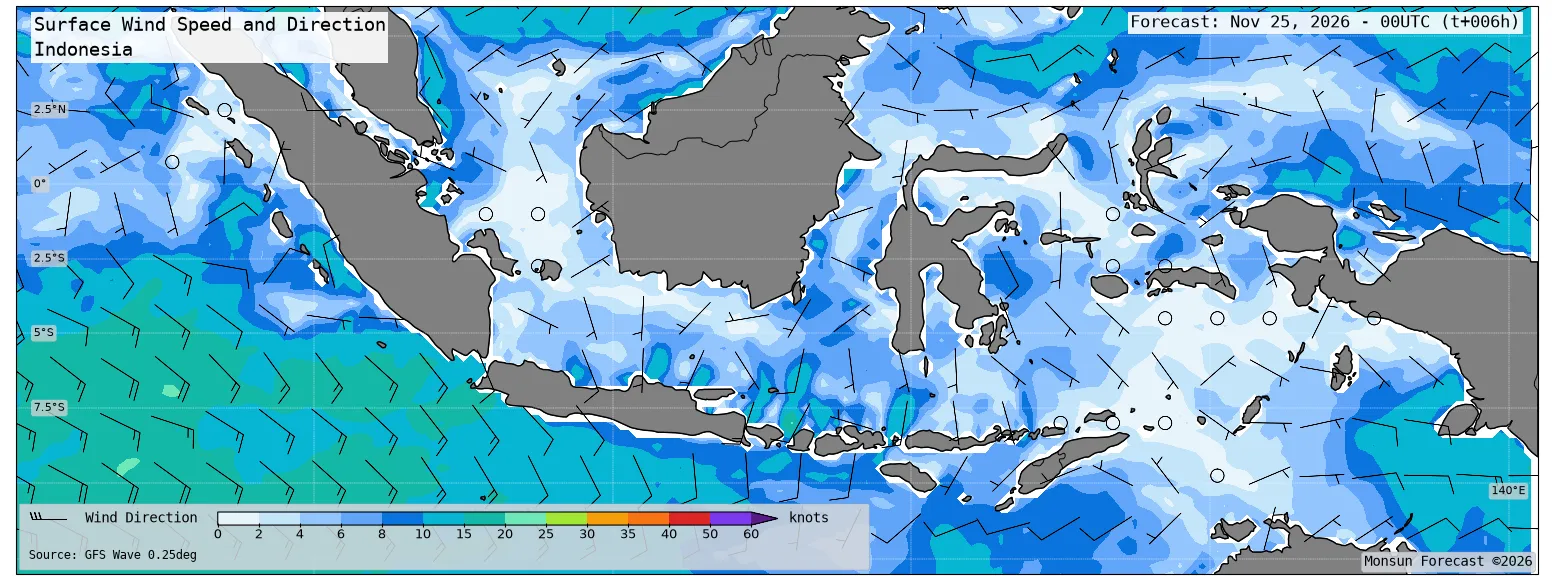 Surface Wind Speed and Direction
Indonesia
Forecast: Nov 25, 2026 - 00UTC (t+006h)
2.5°N
0°
2.5°S
5°S
7.5°S
140°E
Wind Direction
0 2 4 6 8 10 15 20 25 30 35 40 50 60
knots
Source: GFS Wave 0.25deg
Monsun Forecast ©2026